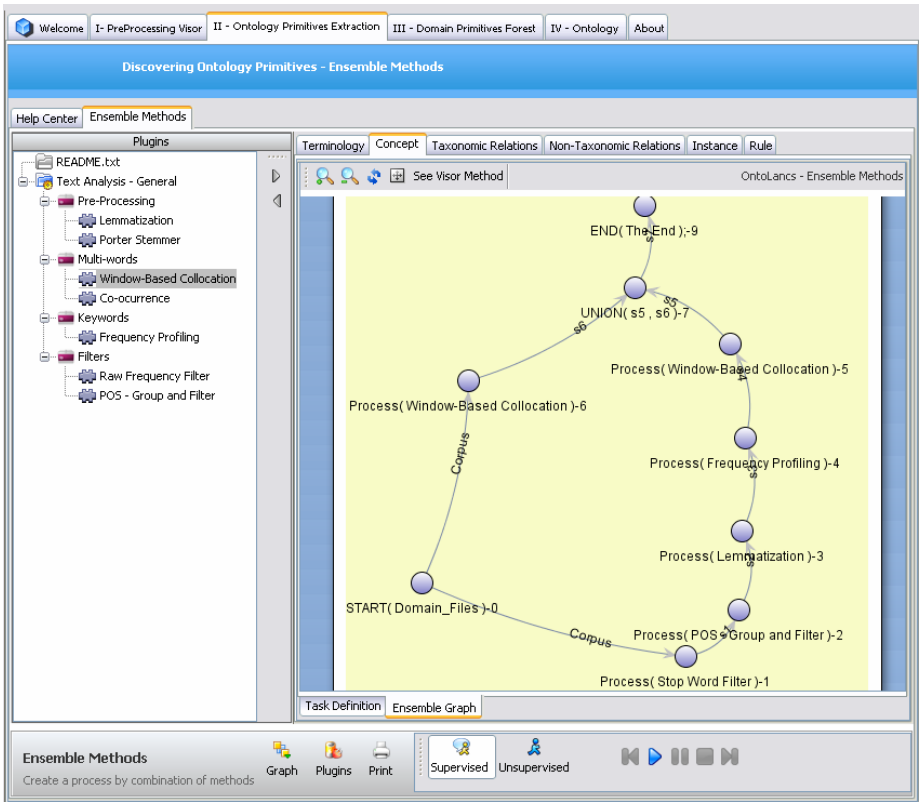 Welcome I- PreProcessing Visor II - Ontology Primitives Extraction III - Domain Primitives Forest IV - Ontology About
Discovering Ontology Primitives - Ensemble Methods
Help Center Ensemble Methods
Plugins
README.txt
Text Analysis - General
Pre-Processing
Lemmatization
Porter Stemmer
Multi-words
Window-Based Collocation
Co-ocurrence
Keywords
Frequency Profiling
Filters
Raw Frequency Filter
POS - Group and Filter
Terminology Concept Taxonomic Relations Non-Taxonomic Relations Instance Rule
See Visor Method OntoLancs - Ensemble Methods
END( The End );-9
s7
s5
UNION( s5 , s6 )-7
s6
Process( Window-Based Collocation )-5
s4
Process( Window-Based Collocation )-6
Corpus
Process( Frequency Profiling )-4
s3
Process( Lemmatization )-3
s2
START( Domain_Files )-0
Corpus
s1
Process( POS - Group and Filter )-2
Process( Stop Word Filter )-1
Task Definition Ensemble Graph
Ensemble Methods
Create a process by combination of methods
Graph Plugins Print Supervised Unsupervised